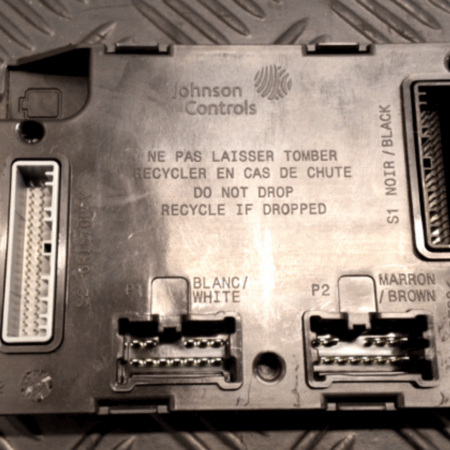 Johnson
Controls
NE PAS LAISSER TOMBER
RECYCLER EN CAS DE CHUTE
DO NOT DROP
RECYCLE IF DROPPED
S1 NOIR/BLACK
P1
BLANC/
WHITE
P2
MARRON
/BROWN